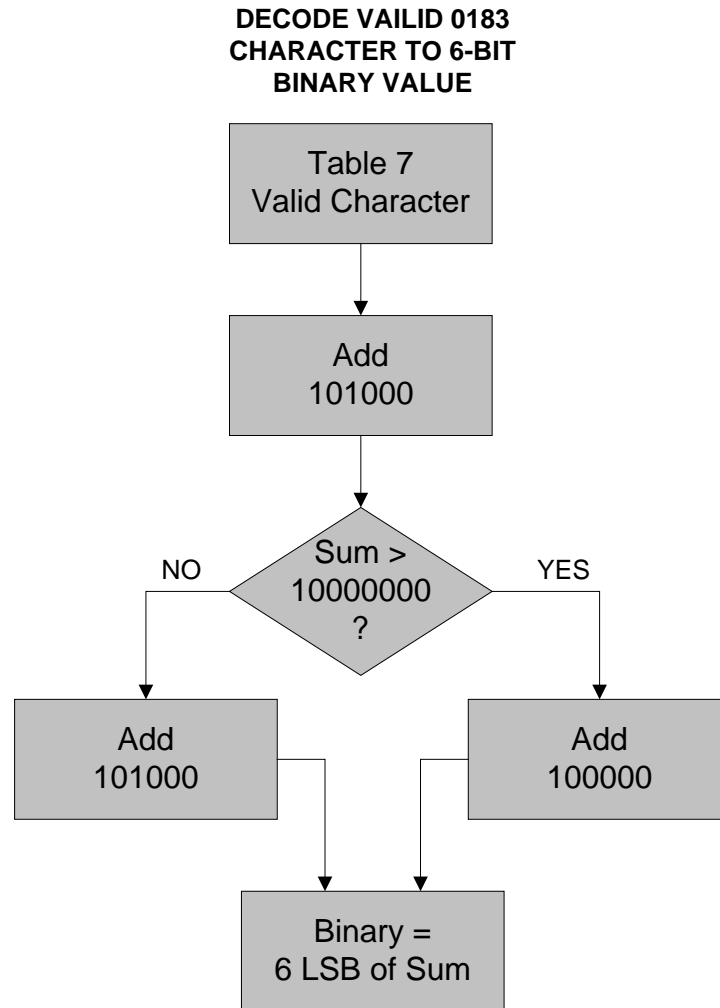 DECODE VAILID 0183
CHARACTER TO 6-BIT
BINARY VALUE
Table 7
Valid Character
Add
101000
Sum >
10000000
?
NO
YES
Add
101000
Add
100000
Binary =
6 LSB of Sum